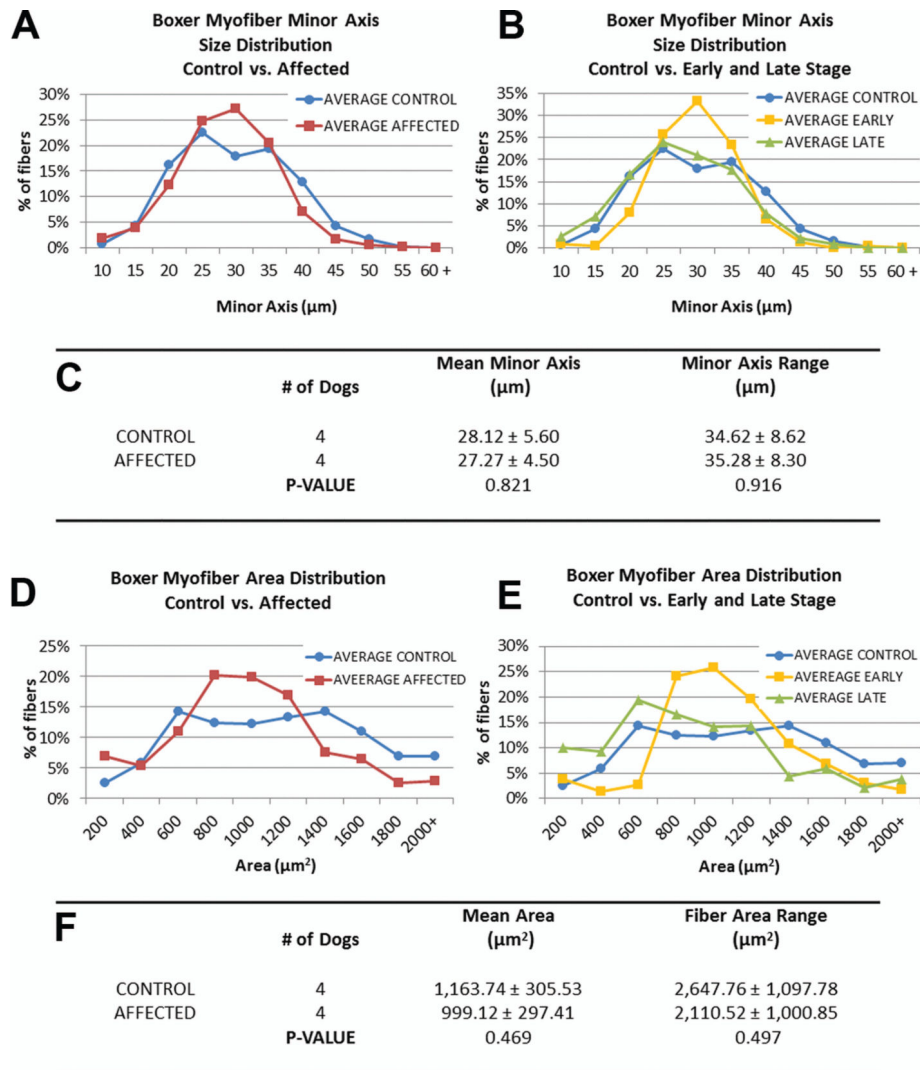 A
Boxer Myofiber Minor Axis
Size Distribution
Control vs. Affected
30%
25%
20%
15%
10%
5%
0%
% of fibers
AVERAGE CONTROL
AVERAGE AFFECTED
10 15 20 25 30 35 40 45 50 55 60 +
Minor Axis (µm)
B
Boxer Myofiber Minor Axis
Size Distribution
Control vs. Early and Late Stage
35%
30%
25%
20%
15%
10%
5%
0%
% of fibers
AVERAGE CONTROL
AVERAGE EARLY
AVERAGE LATE
10 15 20 25 30 35 40 45 50 55 60 +
Minor Axis (µm)
C
# of Dogs Mean Minor Axis (µm) Minor Axis Range (µm)
CONTROL 4 28.12 ± 5.60 34.62 ± 8.62
AFFECTED 4 27.27 ± 4.50 35.28 ± 8.30
P-VALUE 0.821 0.916
D
Boxer Myofiber Area Distribution
Control vs. Affected
25%
20%
15%
10%
5%
0%
% of fibers
AVERAGE CONTROL
AVEERAGE AFFECTED
200 400 600 800 1000 1200 1400 1600 1800 2000+
Area (µm²)
E
Boxer Myofiber Area Distribution
Control vs. Early and Late Stage
30%
25%
20%
15%
10%
5%
0%
% of fibers
AVERAGE CONTROL
AVEREAGE EARLY
AVERAGE LATE
200 400 600 800 1000 1200 1400 1600 1800 2000+
Area (µm²)
F
# of Dogs Mean Area (µm²) Fiber Area Range (µm²)
CONTROL 4 1,163.74 ± 305.53 2,647.76 ± 1,097.78
AFFECTED 4 999.12 ± 297.41 2,110.52 ± 1,000.85
P-VALUE 0.469 0.497